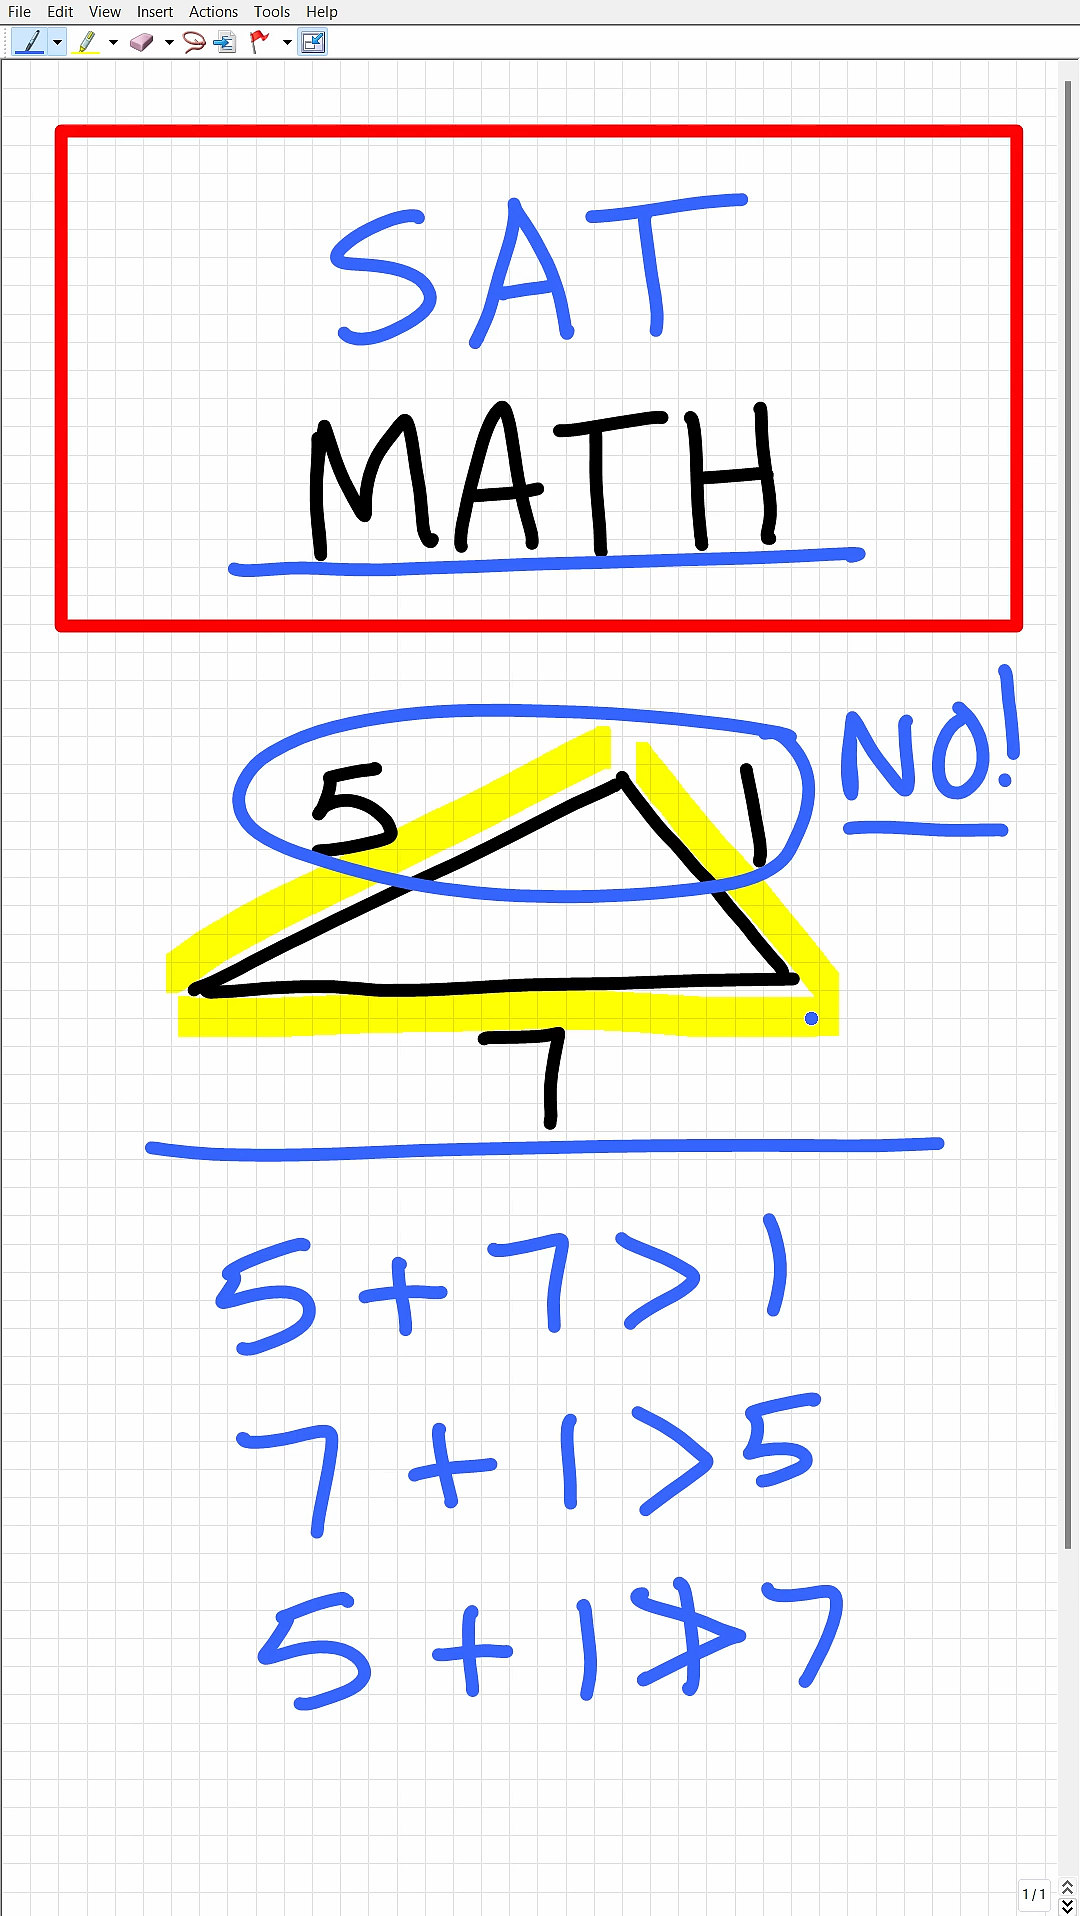 File Edit View Insert Actions Tools Help
SAT
MATH
NO!
5 1
7
5 + 7 > 1
7 + 1 > 5
5 + 1 ≯ 7
1 / 1